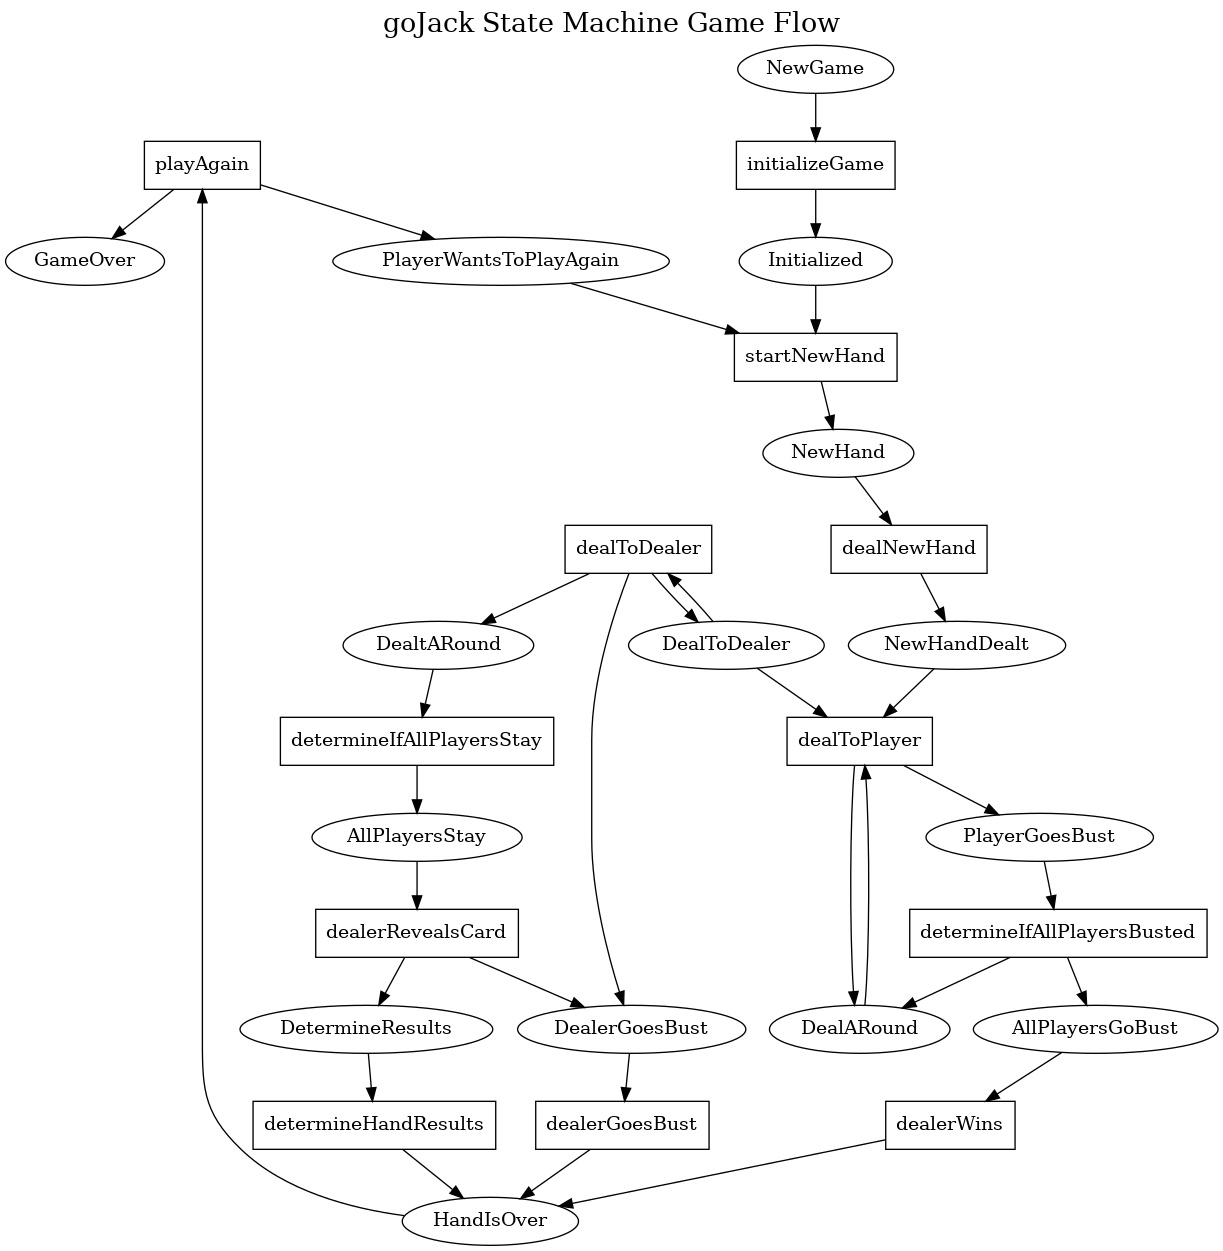 goJack State Machine Game Flow
NewGame
playAgain
initializeGame
GameOver
PlayerWantsToPlayAgain
Initialized
startNewHand
NewHand
dealToDealer
dealNewHand
DealtARound
DealToDealer
NewHandDealt
determineIfAllPlayersStay
dealToPlayer
AllPlayersStay
PlayerGoesBust
dealerRevealsCard
determineIfAllPlayersBusted
DetermineResults
DealerGoesBust
DealARound
AllPlayersGoBust
determineHandResults
dealerGoesBust
dealerWins
HandIsOver